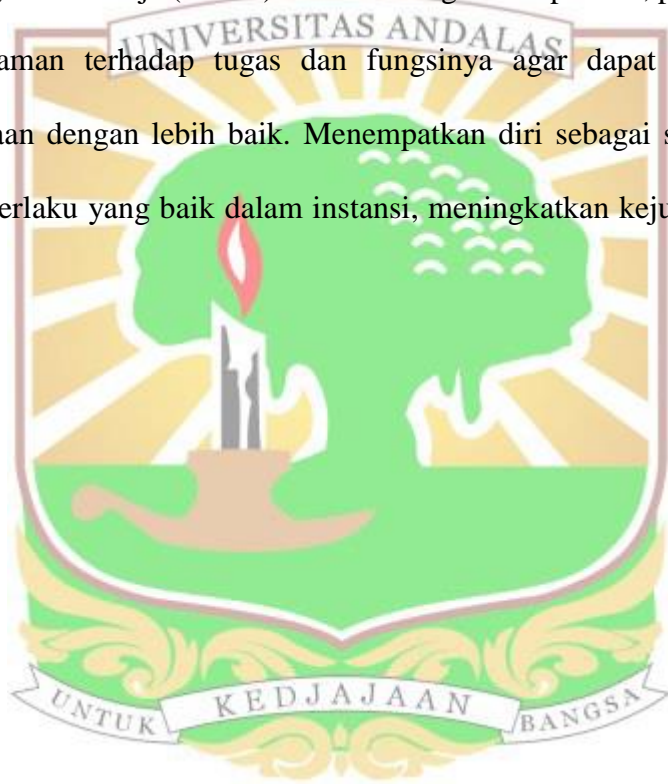 UNIVERSITAS ANDALAS
aman terhadap tugas dan fungsinya agar dapat
aan dengan lebih baik. Menempatkan diri sebagai s
erlaku yang baik dalam instansi, meningkatkan keju
UNTUK KEDJAJAAN BANGSA